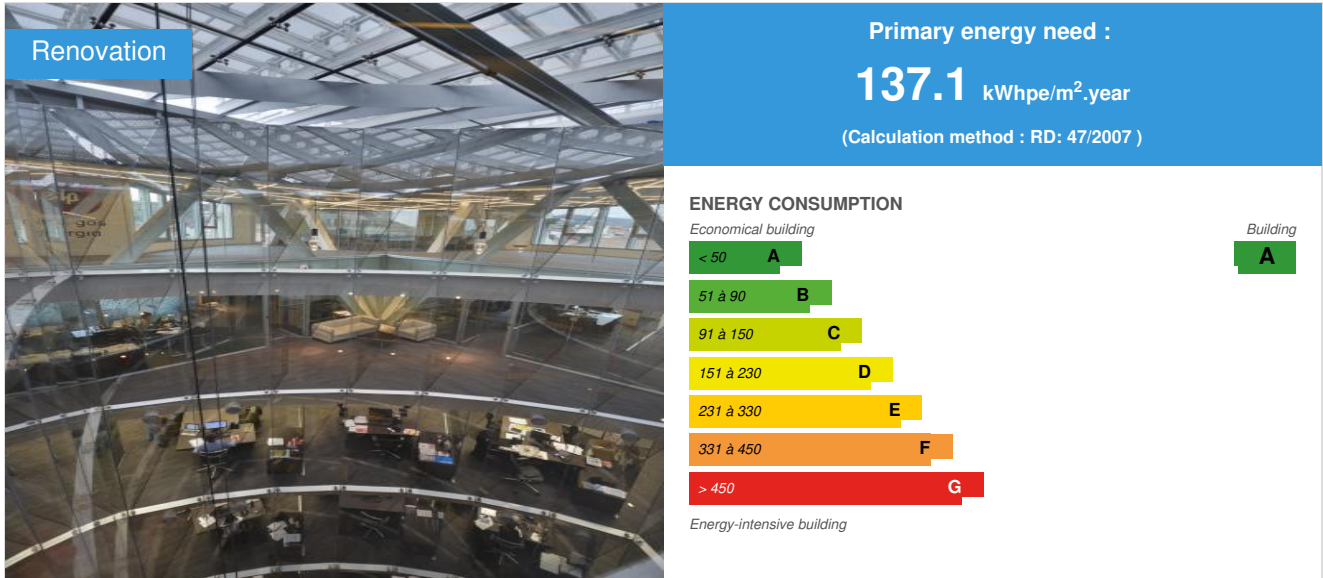 Renovation
Primary energy need :
137.1 kWhpe/m².year
(Calculation method : RD: 47/2007 )
ENERGY CONSUMPTION
Economical building
Building
< 50 A
A
51 à 90 B
91 à 150 C
151 à 230 D
231 à 330 E
331 à 450 F
> 450 G
Energy-intensive building